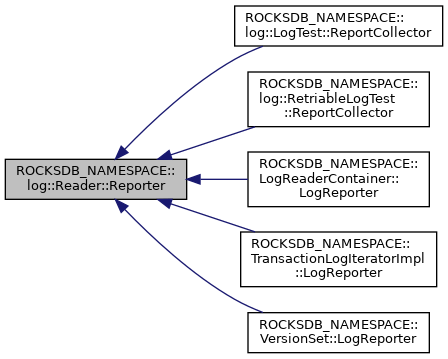 ROCKSDB_NAMESPACE::
log::LogTest::ReportCollector
ROCKSDB_NAMESPACE::
log::RetriableLogTest
::ReportCollector
ROCKSDB_NAMESPACE::
log::Reader::Reporter
ROCKSDB_NAMESPACE::
LogReaderContainer::
LogReporter
ROCKSDB_NAMESPACE::
TransactionLogIteratorImpl
::LogReporter
ROCKSDB_NAMESPACE::
VersionSet::LogReporter